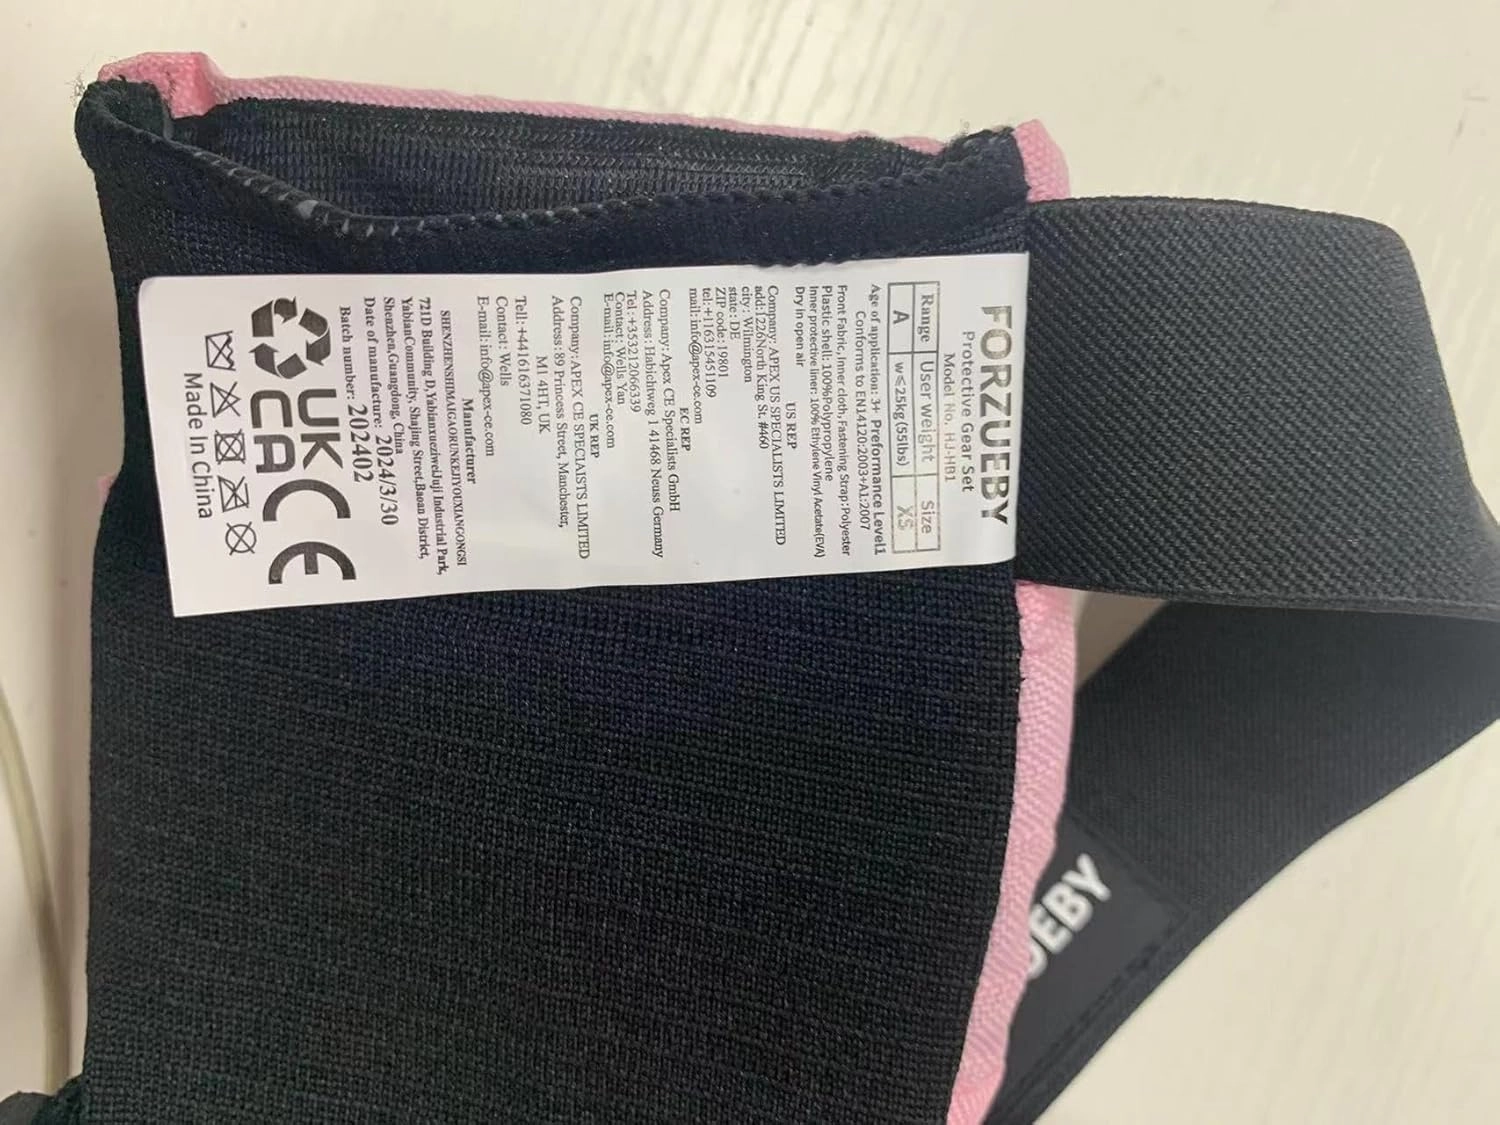 FORZUEBY
Protective Gear Set
Model No. HJ-HB1
Range User weight Size
A w≤25kg(55lbs) XS
Age of application: 3+ Preformance Level1
Conforms to EN14120:2003+A1:2007
Front Fabric, Inner cloth, Fastening Strap: Polyester
Plastic shell: 100%Polypropylene
Inner protective liner: 100% Ethylene Vinyl Acetate(EVA)
Dry in open air
US REP
Company: APEX US SPECIALISTS LIMITED
add:1226North King St. #460
city: Wilmington
state: DE
ZIP code:19801
tel:+116315451109
mail: info@apex-ce.com
EC REP
Company: Apex CE Specialists GmbH
Address: Habichtweg 1 41468 Neuss Germany
Tel: +353212066339
Contact: Wells Yan
E-mail: info@apex-ce.com
UK REP
Company: APEX CE SPECIAISTS LIMITED
Address: 89 Princess Street, Manchester,
M1 4HT, UK
Tell: +441616371080
Contact: Wells
E-mail: info@apex-ce.com
Manufacturer
SHENZHENSHIMAIGAORUNKEJIYOUXIANGONGSI
721D Building D,YabianxueziweiJuji Industrial Park,
YabianCommunity, Shajing Street,Baoan District,
Shenzhen,Guangdong, China
Date of manufacture: 2024/3/30
Batch number: 202402
UK
CA
CE
Made In China
UEBY